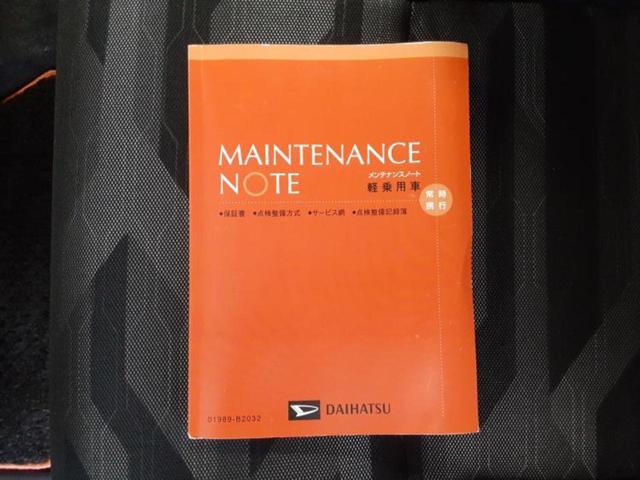 MAINTENANCE
NOTE
メンテナンスノート
軽乗用車
常時
携行
●保証書 ●点検整備方式 ●サービス網 ●点検整備記録簿
01989-B2032
DAIHATSU